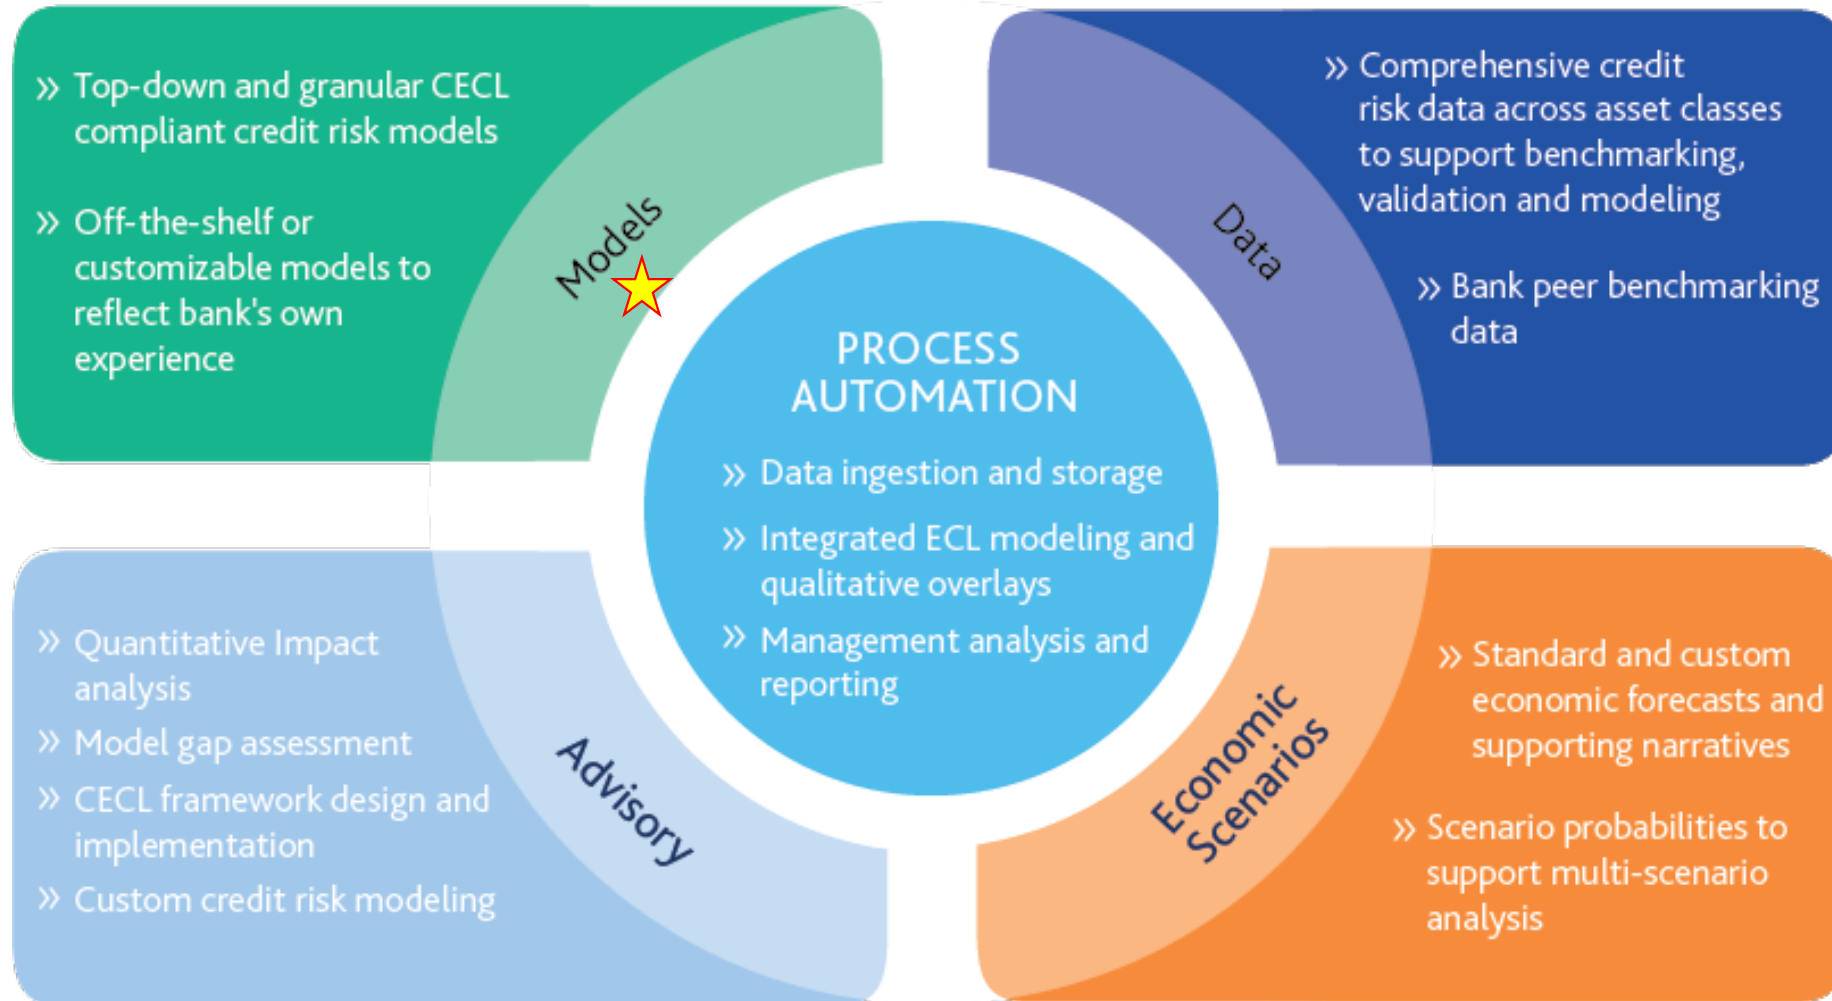 » Top-down and granular CECL
compliant credit risk models
» Off-the-shelf or
customizable models to
reflect bank's own
experience
Models
» Comprehensive credit
risk data across asset classes
to support benchmarking,
validation and modeling
» Bank peer benchmarking
data
Data
PROCESS
AUTOMATION
» Data ingestion and storage
» Integrated ECL modeling and
qualitative overlays
» Management analysis and
reporting
» Quantitative Impact
analysis
» Model gap assessment
» CECL framework design and
implementation
» Custom credit risk modeling
Advisory
Economic
Scenarios
» Standard and custom
economic forecasts and
supporting narratives
» Scenario probabilities to
support multi-scenario
analysis